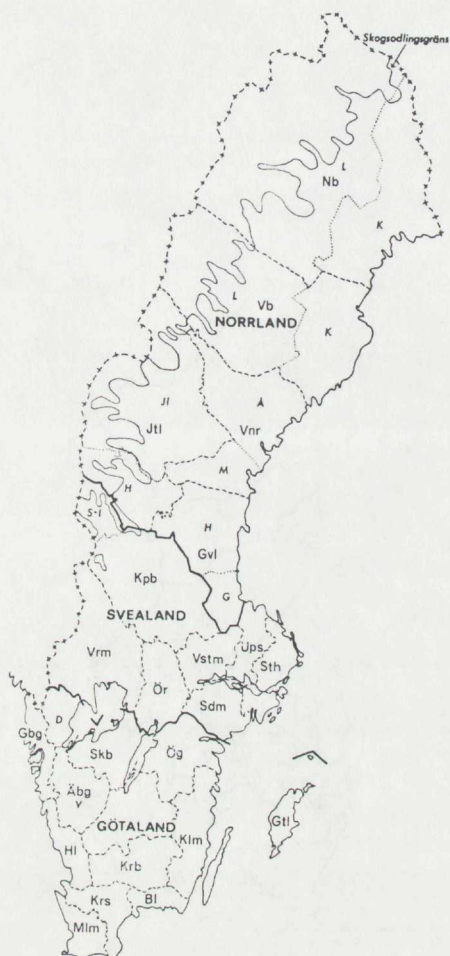 Skogsodlingsgräns
L
Nb
K
L
Vb
NORRLAND
K
Jl
Å
Jtl
Vnr
M
H
S-I
H
Gvl
Kpb
G
SVEALAND
Vrm
Vstm
Ups
Sth
Ör
Sdm
D
Gbg
Skb
Ög
Äbg
V
GÖTALAND
Klm
Gtl
Hl
Krb
Krs
Bl
Mlm